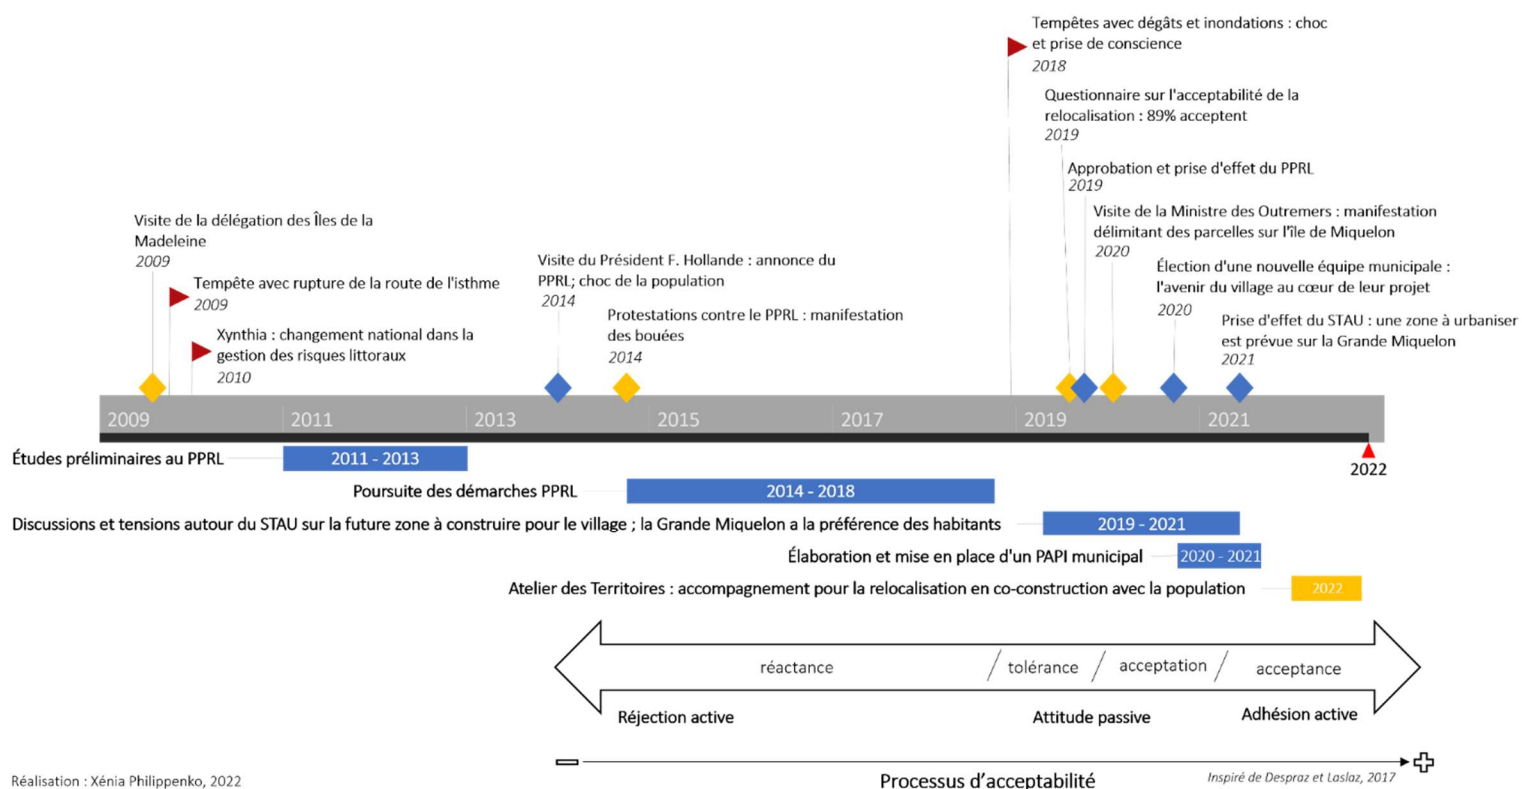 Tempêtes avec dégâts et inondations : choc
et prise de conscience
2018
Questionnaire sur l'acceptabilité de la
relocalisation : 89% acceptent
2019
Approbation et prise d'effet du PPRL
2019
Visite de la Ministre des Outremers : manifestation
délimitant des parcelles sur l'île de Miquelon
2020
Élection d'une nouvelle équipe municipale :
l'avenir du village au cœur de leur projet
2020
Prise d'effet du STAU : une zone à urbaniser
est prévue sur la Grande Miquelon
2021
Visite de la délégation des Îles de la
Madeleine
2009
Tempête avec rupture de la route de l'isthme
2009
Xynthia : changement national dans la
gestion des risques littoraux
2010
Visite du Président F. Hollande : annonce du
PPRL; choc de la population
2014
Protestations contre le PPRL : manifestation
des bouées
2014
2009 2011 2013 2015 2017 2019 2021
2022
Études préliminaires au PPRL 2011 - 2013
Poursuite des démarches PPRL 2014 - 2018
Discussions et tensions autour du STAU sur la future zone à construire pour le village ; la Grande Miquelon a la préférence des habitants 2019 - 2021
Élaboration et mise en place d'un PAPI municipal 2020 - 2021
Atelier des Territoires : accompagnement pour la relocalisation en co-construction avec la population 2022
réactance / tolérance / acceptation / acceptance
Réjection active Attitude passive Adhésion active
Processus d'acceptabilité
Inspiré de Despraz et Laslaz, 2017
Réalisation : Xénia Philippenko, 2022